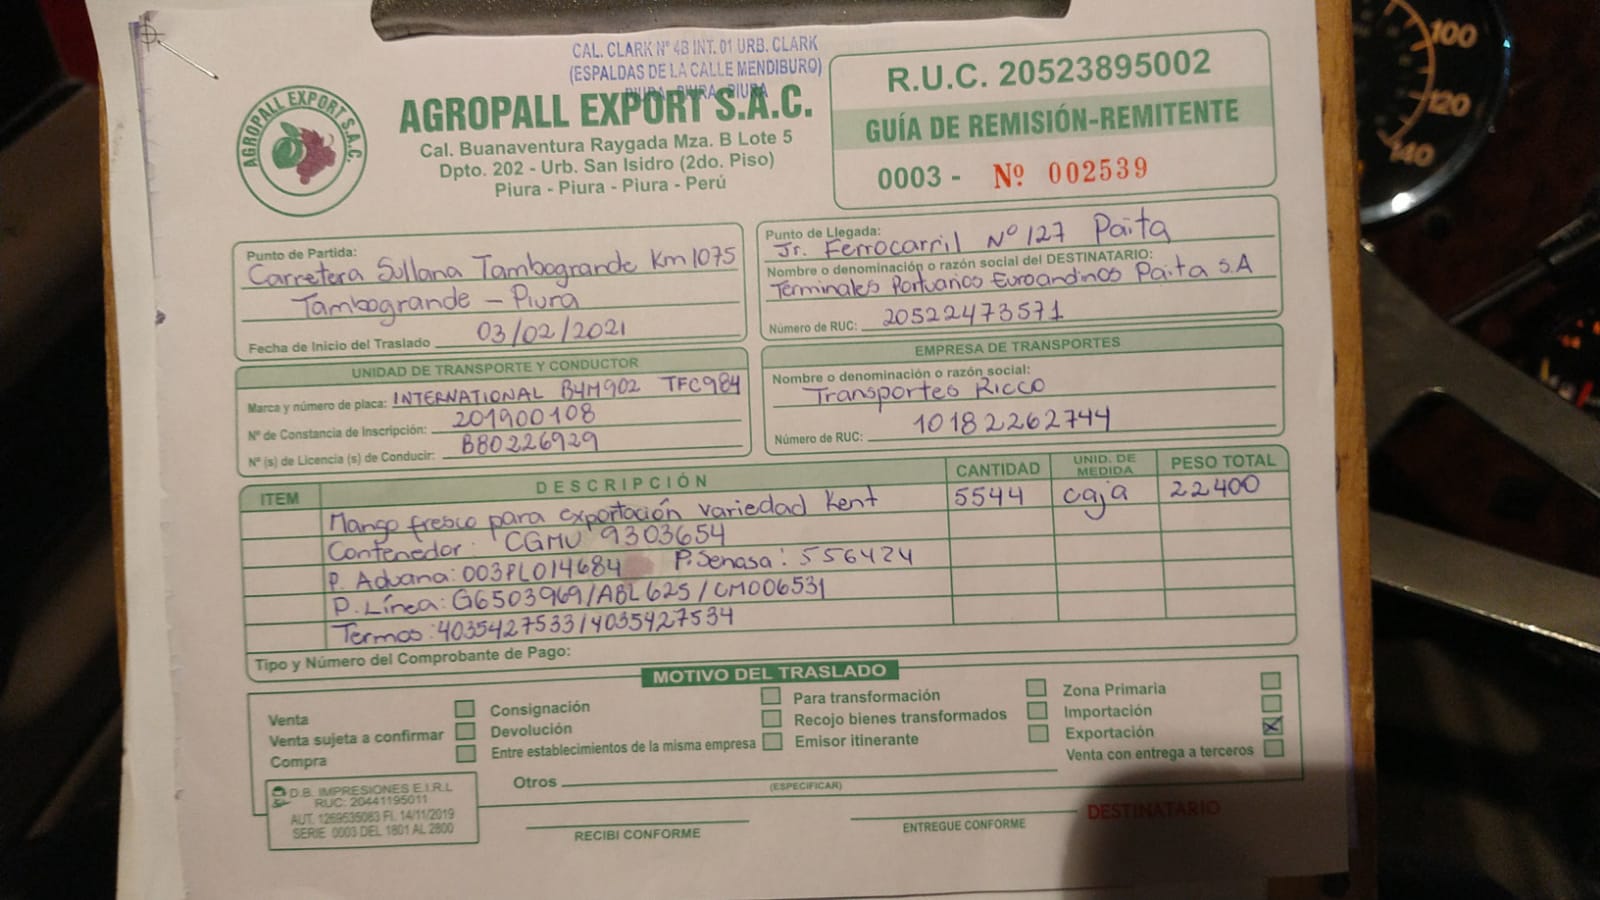 CAL. CLARK Nº 4B INT. 01 URB. CLARK
(ESPALDAS DE LA CALLE MENDIBURO)
PIURA - PIURA - PIURA
AGROPALL EXPORT S.A.C.
AGROPALL EXPORT S.A.C.
Cal. Buenaventura Raygada Mza. B Lote 5
Dpto. 202 - Urb. San Isidro (2do. Piso)
Piura - Piura - Piura - Perú
R.U.C. 20523895002
GUÍA DE REMISIÓN-REMITENTE
0003 - Nº 002539
Punto de Partida:
Carretera Sullana Tambogrande Km 1075
Tambogrande - Piura
Fecha de Inicio del Traslado 03/02/2021
Punto de Llegada:
Jr. Ferrocarril Nº 127 Paita
Nombre o denominación o razón social del DESTINATARIO:
Terminales Portuarios Euroandinos Paita S.A
Número de RUC: 20522473571
UNIDAD DE TRANSPORTE Y CONDUCTOR
Marca y número de placa: INTERNATIONAL B4M902 TFC984
Nº de Constancia de Inscripción: 201900108
Nº (s) de Licencia (s) de Conducir: B80226929
EMPRESA DE TRANSPORTES
Nombre o denominación o razón social:
Transportes Ricco
Número de RUC: 10182262744
ITEM DESCRIPCIÓN CANTIDAD UNID. DE MEDIDA PESO TOTAL
Mango fresco para exportación variedad Kent 5544 caja 22400
Contenedor: CGMU 9303654
P. Aduana: 003PL014684 P. Senasa: 556424
P. Línea: G6503969/ABL625/CM006531
Termos: 4035427533/4035427534
Tipo y Número del Comprobante de Pago:
MOTIVO DEL TRASLADO
Venta
Venta sujeta a confirmar
Compra
Consignación
Devolución
Entre establecimientos de la misma empresa
Para transformación
Recojo bienes transformados
Emisor itinerante
Zona Primaria
Importación
Exportación
Venta con entrega a terceros
Otros
(ESPECIFICAR)
D.B. IMPRESIONES E.I.R.L
RUC: 20441195011
AUT. 1269535083 FI. 14/11/2019
SERIE 0003 DEL 1801 AL 2800
RECIBI CONFORME
ENTREGUE CONFORME
DESTINATARIO
100
120
140